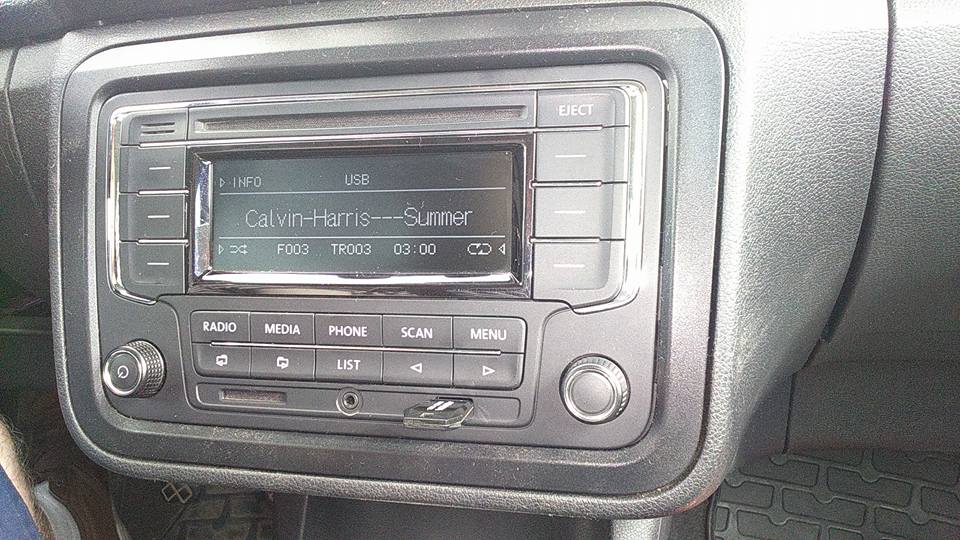 EJECT
INFO USB
Calvin-Harris---Summer
F003 TR003 03:00
RADIO MEDIA PHONE SCAN MENU
LIST